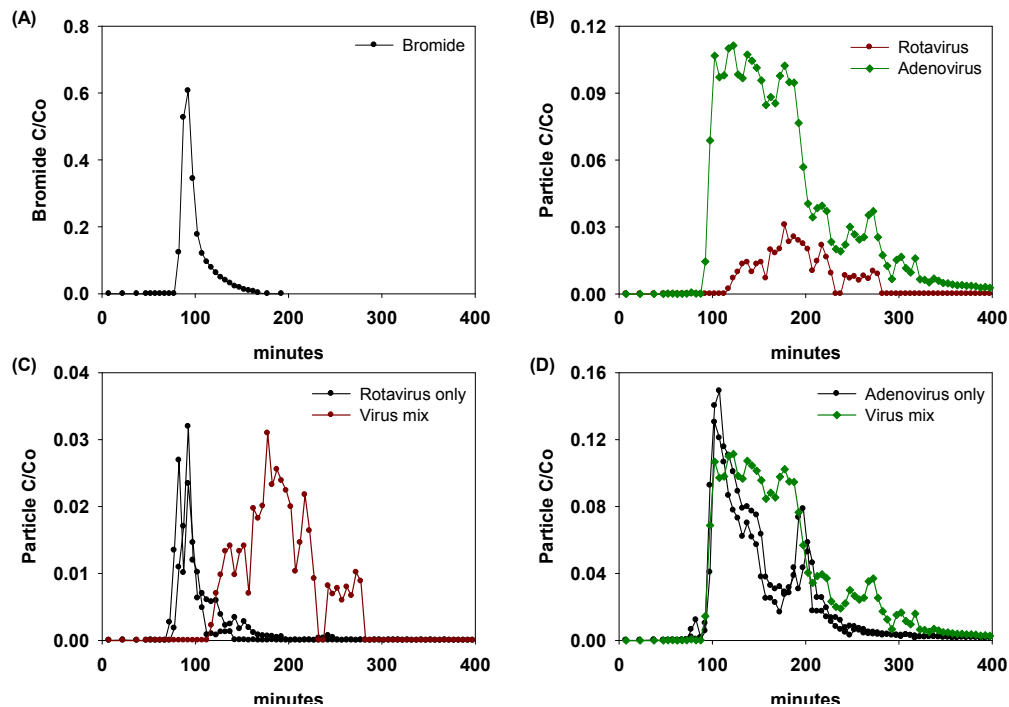 (A)
0.8
0.6
0.4
0.2
0.0
Bromide C/Co
Bromide
0
100
200
300
400
minutes
(B)
0.12
0.09
0.06
0.03
0.00
Particle C/Co
Rotavirus
Adenovirus
0
100
200
300
400
minutes
(C)
0.04
0.03
0.02
0.01
0.00
Particle C/Co
Rotavirus only
Virus mix
0
100
200
300
400
minutes
(D)
0.16
0.12
0.08
0.04
0.00
Particle C/Co
Adenovirus only
Virus mix
0
100
200
300
400
minutes